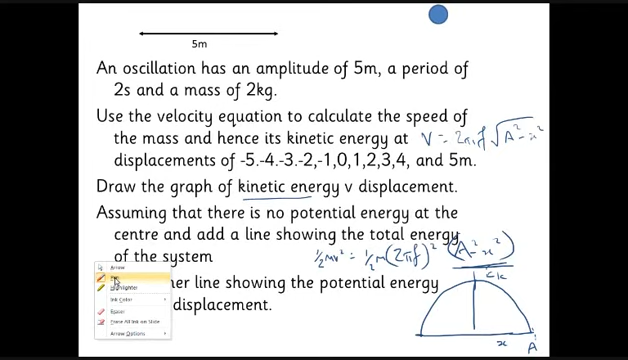 5m
An oscillation has an amplitude of 5m, a period of
2s and a mass of 2kg.
Use the velocity equation to calculate the speed of
the mass and hence its kinetic energy at V = 2πf √A² - x²
displacements of -5.-4.-3.-2,-1,0,1,2,3,4, and 5m.
Draw the graph of kinetic energy v displacement.
Assuming that there is no potential energy at the
centre and add a line showing the total energy
of the system ½mv² = ½m(2πf)² (A² - x²)
Arrow
Pen
Highlighter
Ink Color
Eraser
Erase All Ink on Slide
Arrow Options
her line showing the potential energy
displacement.
x
A